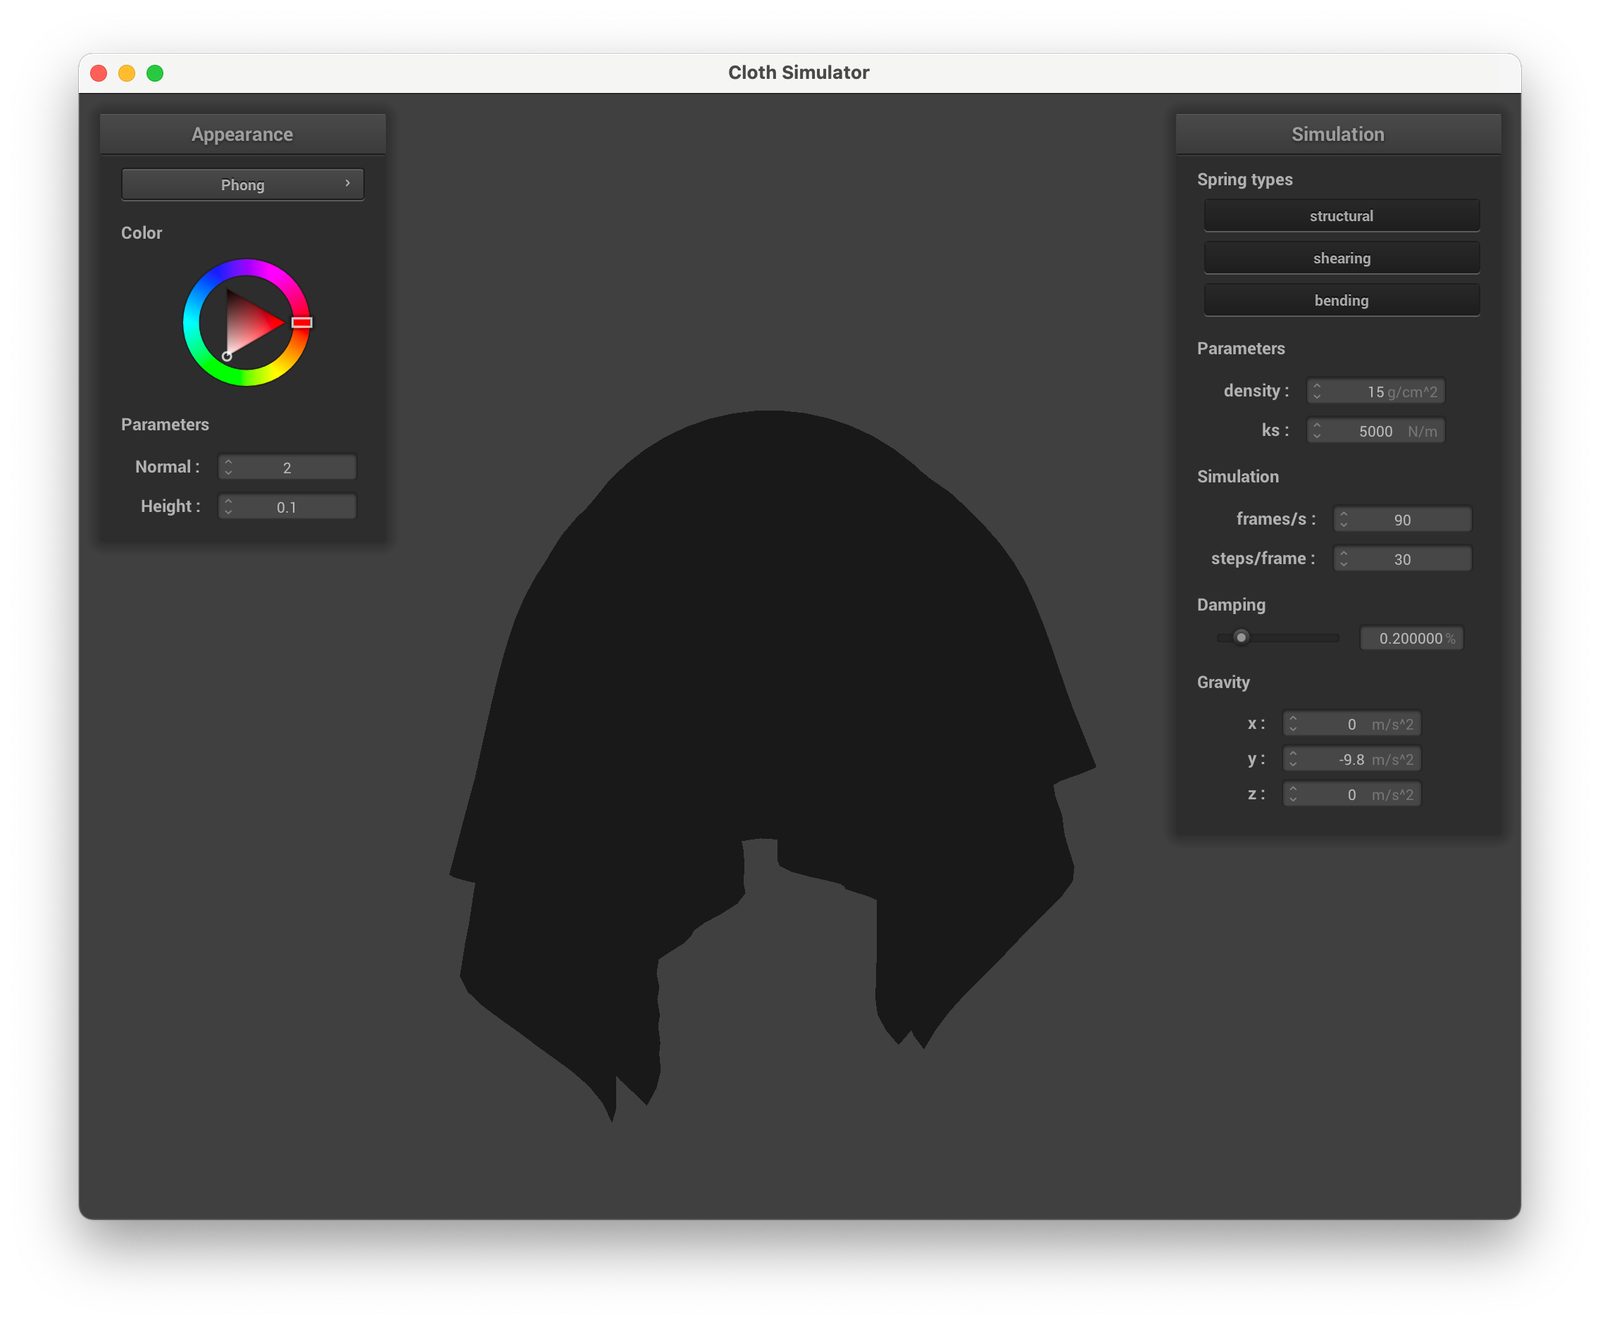 Cloth Simulator
Appearance
Phong
Color
Parameters
Normal : 2
Height : 0.1
Simulation
Spring types
structural
shearing
bending
Parameters
density : 15 g/cm^2
ks : 5000 N/m
Simulation
frames/s : 90
steps/frame : 30
Damping
0.200000 %
Gravity
x : 0 m/s^2
y : -9.8 m/s^2
z : 0 m/s^2